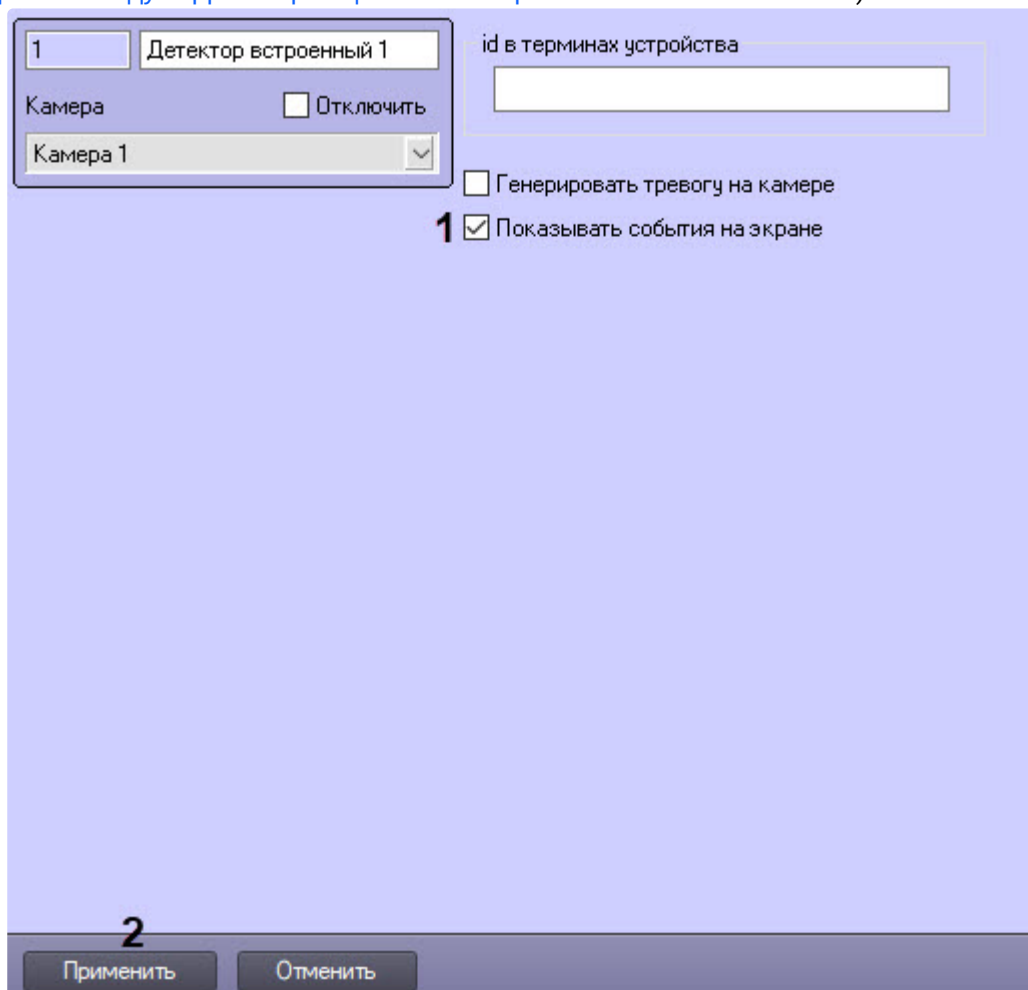 1
Детектор встроенный 1
Камера
Отключить
Камера 1
id в терминах устройства
Генерировать тревогу на камере
1
Показывать события на экране
2
Применить
Отменить